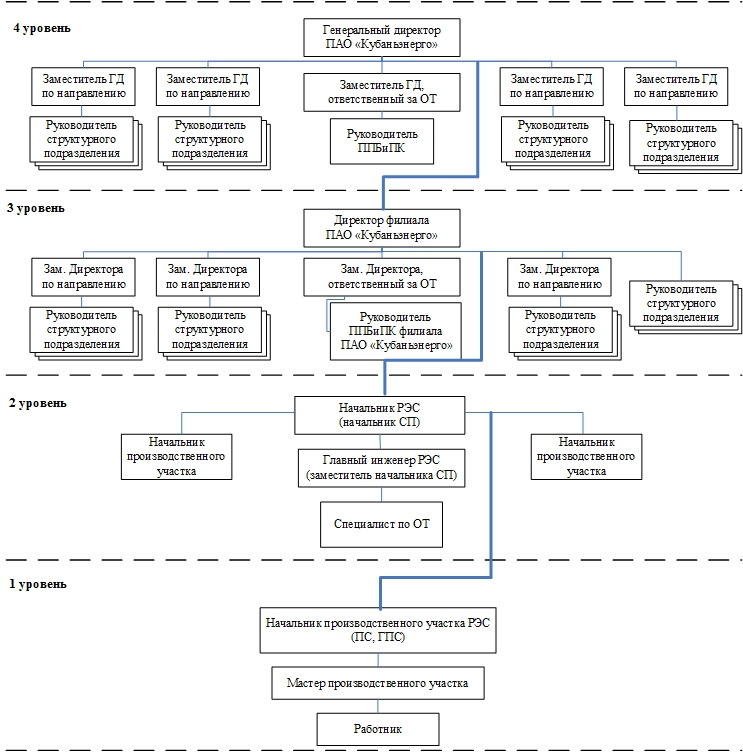 4 уровень
Генеральный директор
ПАО «Кубаньэнерго»
Заместитель ГД
по направлению
Заместитель ГД
по направлению
Заместитель ГД,
ответственный за ОТ
Заместитель ГД
по направлению
Заместитель ГД
по направлению
Руководитель
структурного
подразделения
Руководитель
структурного
подразделения
Руководитель
ППБиПК
Руководитель
структурного
подразделения
Руководитель
структурного
подразделения
3 уровень
Директор филиала
ПАО «Кубаньэнерго»
Зам. Директора
по направлению
Зам. Директора
по направлению
Зам. Директора,
ответственный за ОТ
Зам. Директора
по направлению
Руководитель
структурного
подразделения
Руководитель
структурного
подразделения
Руководитель
структурного
подразделения
Руководитель
ППБиПК филиала
ПАО «Кубаньэнерго»
Руководитель
структурного
подразделения
2 уровень
Начальник РЭС
(начальник СП)
Начальник
производственного
участка
Главный инженер РЭС
(заместитель начальника СП)
Начальник
производственного
участка
Специалист по ОТ
1 уровень
Начальник производственного участка РЭС
(ПС, ГПС)
Мастер производственного участка
Работник